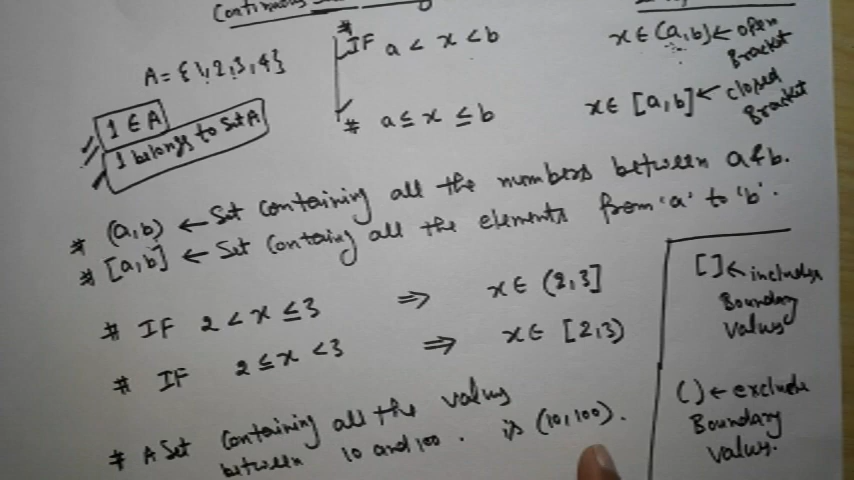 A = {1,2,3,4}
1 ∈ A
1 belongs to Set A
* IF a < x < b
x ∈ (a,b) ← open Bracket
* a ≤ x ≤ b
x ∈ [a,b] ← closed Bracket
* (a,b) ← Set containing all the numbers between a & b.
* [a,b] ← Set Containg all the elements from 'a' to 'b'.
# IF 2 < x ≤ 3 ⇒ x ∈ (2,3]
# IF 2 ≤ x < 3 ⇒ x ∈ [2,3)
[ ] ← includes
Boundary
values
( ) ← exclude
Boundary
values.
# A Set containing all the values
between 10 and 100. is (10,100).